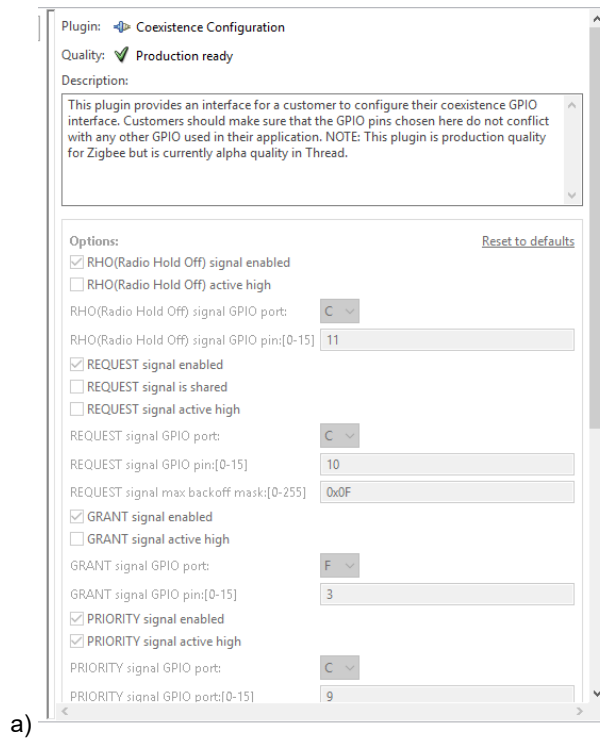 Plugin: Coexistence Configuration
Quality: Production ready
Description:
This plugin provides an interface for a customer to configure their coexistence GPIO
interface. Customers should make sure that the GPIO pins chosen here do not conflict
with any other GPIO used in their application. NOTE: This plugin is production quality
for Zigbee but is currently alpha quality in Thread.
Options: Reset to defaults
RHO(Radio Hold Off) signal enabled
RHO(Radio Hold Off) active high
RHO(Radio Hold Off) signal GPIO port: C
RHO(Radio Hold Off) signal GPIO pin:[0-15] 11
REQUEST signal enabled
REQUEST signal is shared
REQUEST signal active high
REQUEST signal GPIO port: C
REQUEST signal GPIO pin:[0-15] 10
REQUEST signal max backoff mask:[0-255] 0x0F
GRANT signal enabled
GRANT signal active high
GRANT signal GPIO port: F
GRANT signal GPIO pin:[0-15] 3
PRIORITY signal enabled
PRIORITY signal active high
PRIORITY signal GPIO port: C
PRIORITY signal GPIO port:[0-15] 9
a)